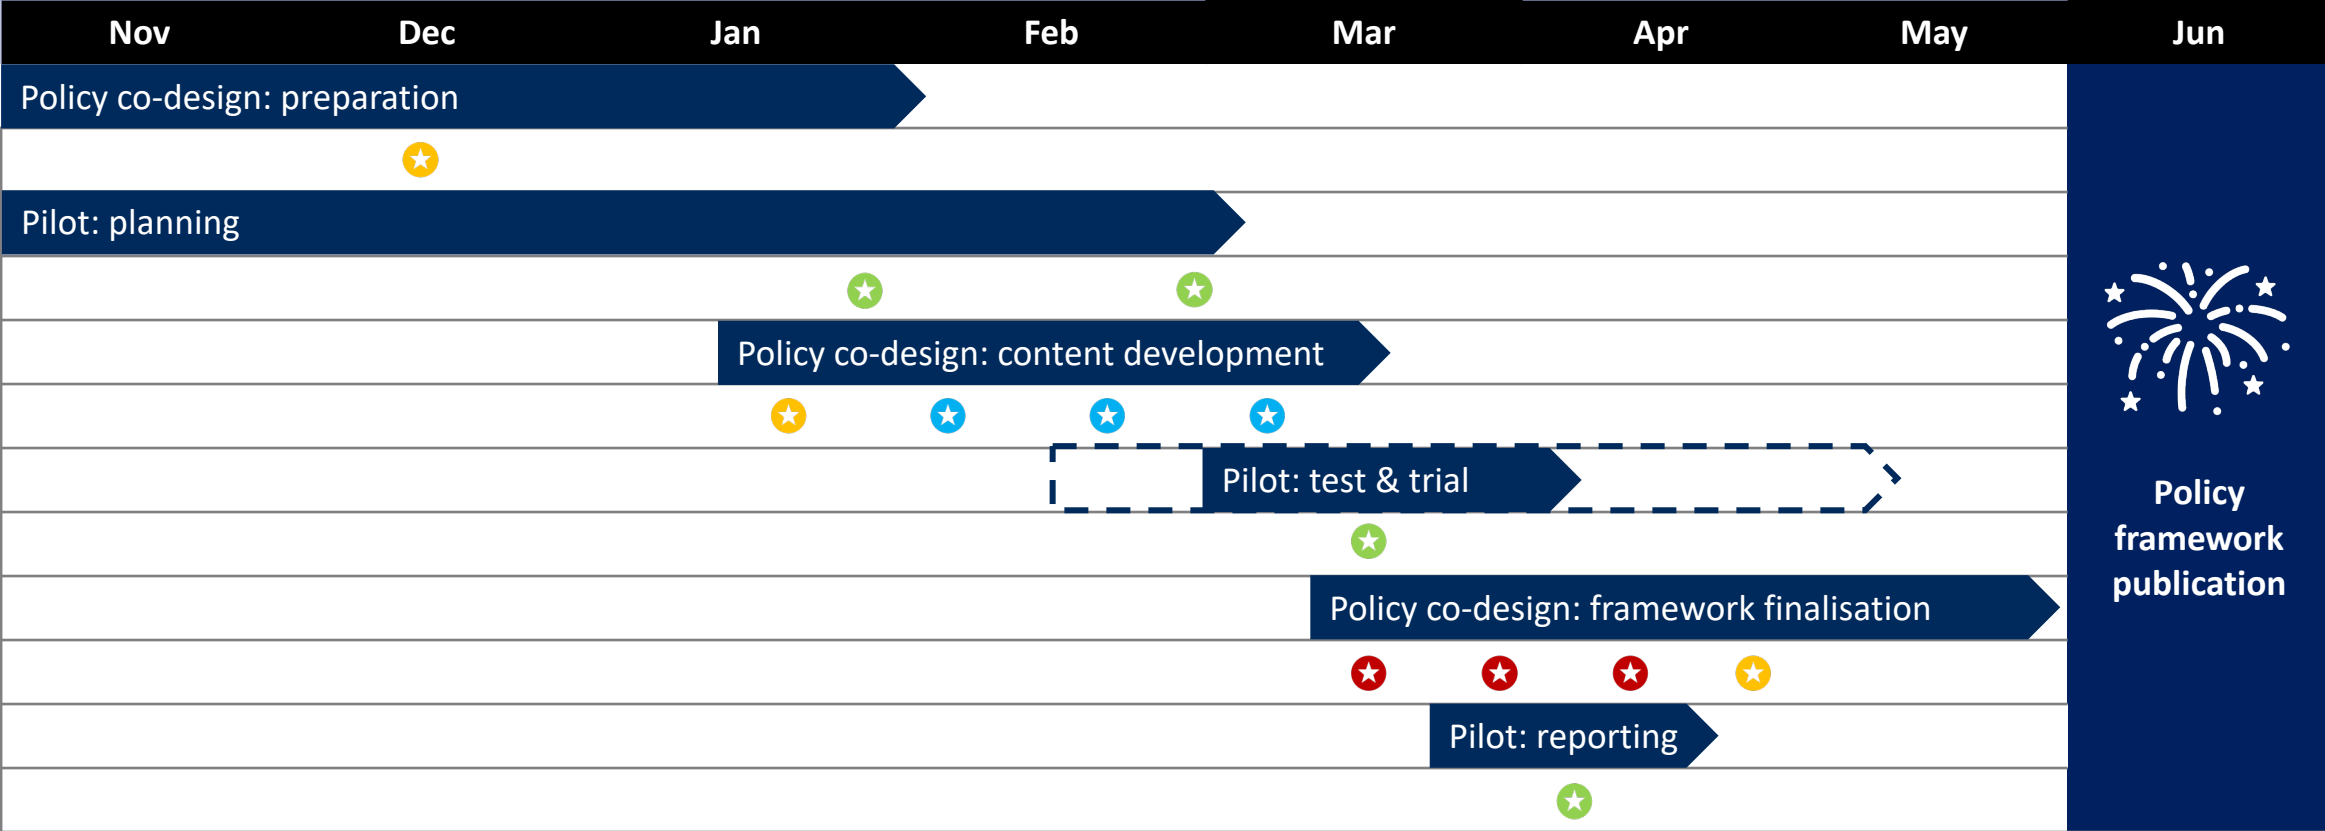 Nov Dec Jan Feb Mar Apr May Jun
Policy co-design: preparation
Pilot: planning
Policy co-design: content development
Pilot: test & trial
Policy co-design: framework finalisation
Pilot: reporting
Policy
framework
publication